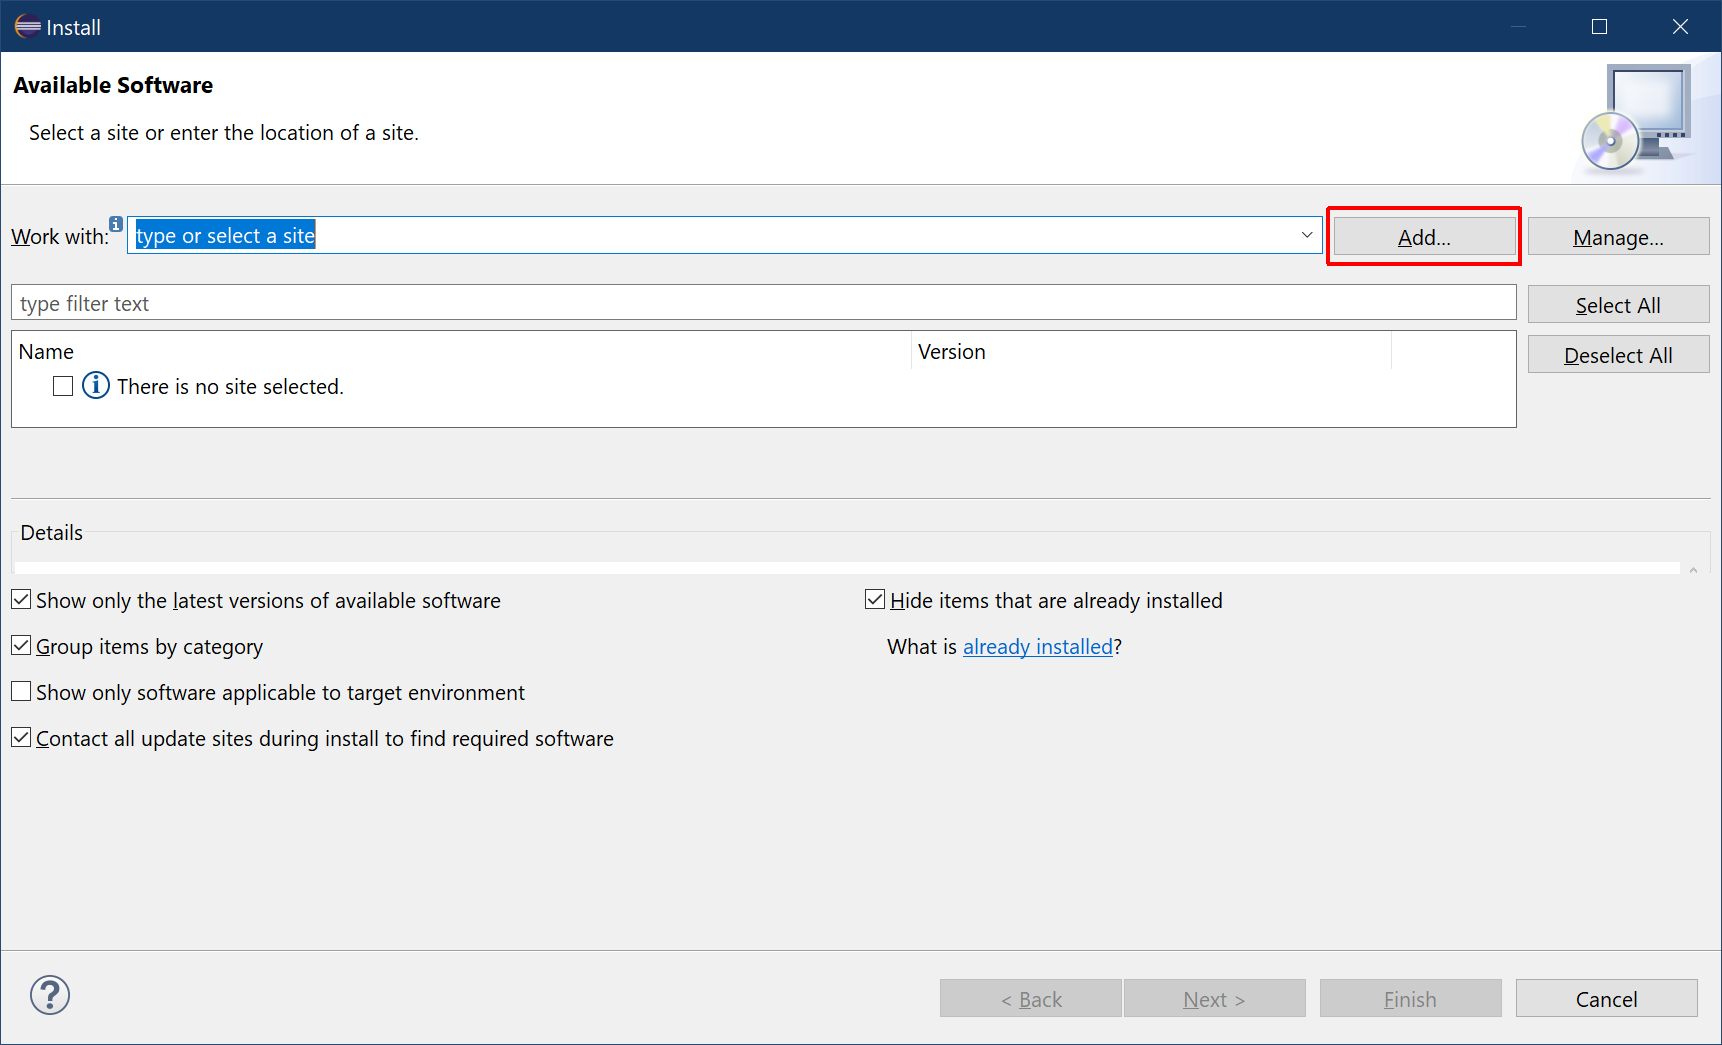 Install
Available Software
Select a site or enter the location of a site.
Work with: type or select a site Add... Manage...
type filter text Select All
Name Version Deselect All
There is no site selected.
Details
Show only the latest versions of available software Hide items that are already installed
Group items by category What is already installed?
Show only software applicable to target environment
Contact all update sites during install to find required software
? < Back Next > Finish Cancel